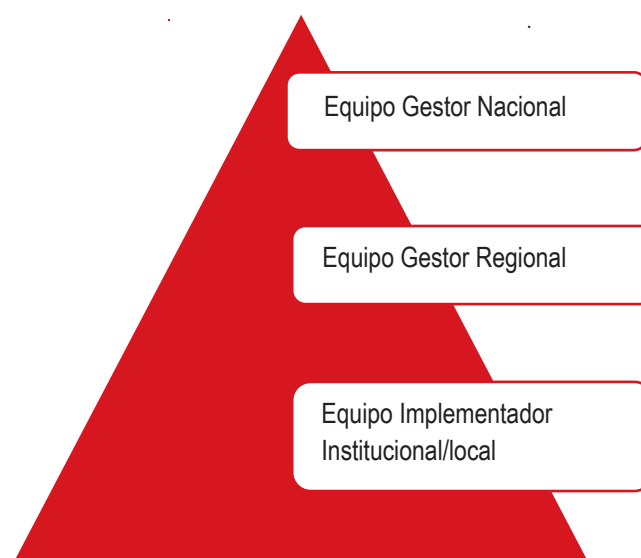 Equipo Gestor Nacional
Equipo Gestor Regional
Equipo Implementador
Institucional/local